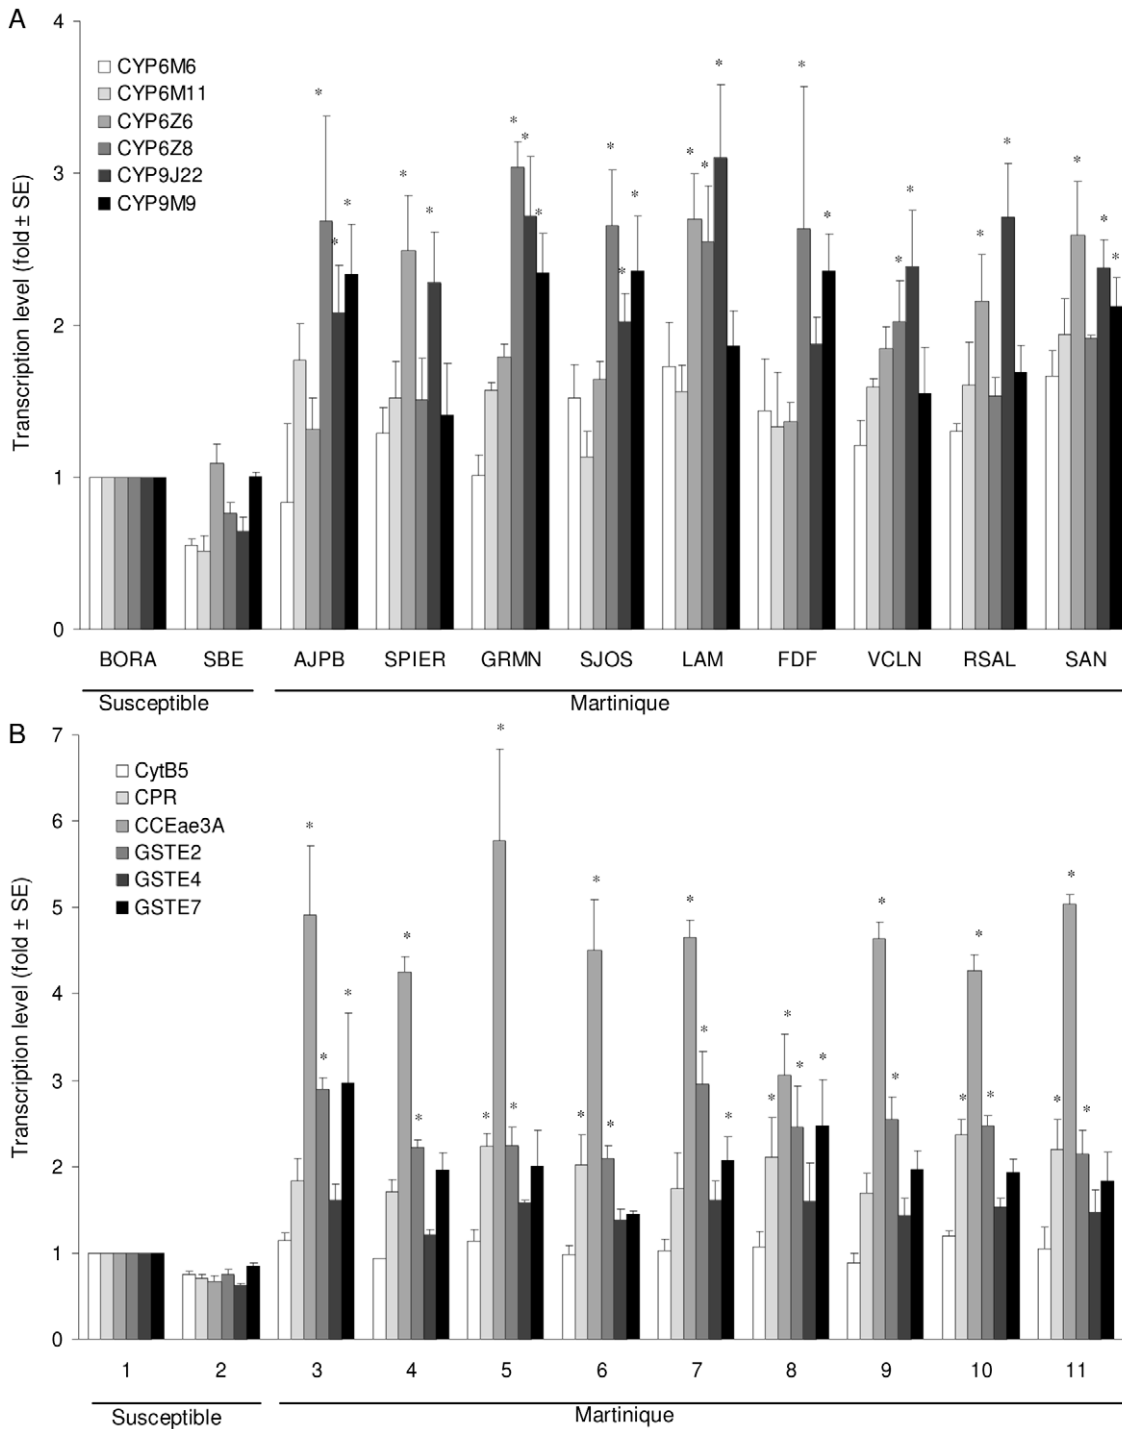 A
4
3
2
1
0
Transcription level (fold ± SE)
CYP6M6
CYP6M11
CYP6Z6
CYP6Z8
CYP9J22
CYP9M9
* * * * * * * * * * * * * * * * * * * * * * * * * *
BORA SBE AJPB SPIER GRMN SJOS LAM FDF VCLN RSAL SAN
Susceptible Martinique
B
7
6
5
4
3
2
1
0
Transcription level (fold ± SE)
CytB5
CPR
CCEae3A
GSTE2
GSTE4
GSTE7
* * * * * * * * * * * * * * * * * * * * * * * * * *
1 2 3 4 5 6 7 8 9 10 11
Susceptible Martinique